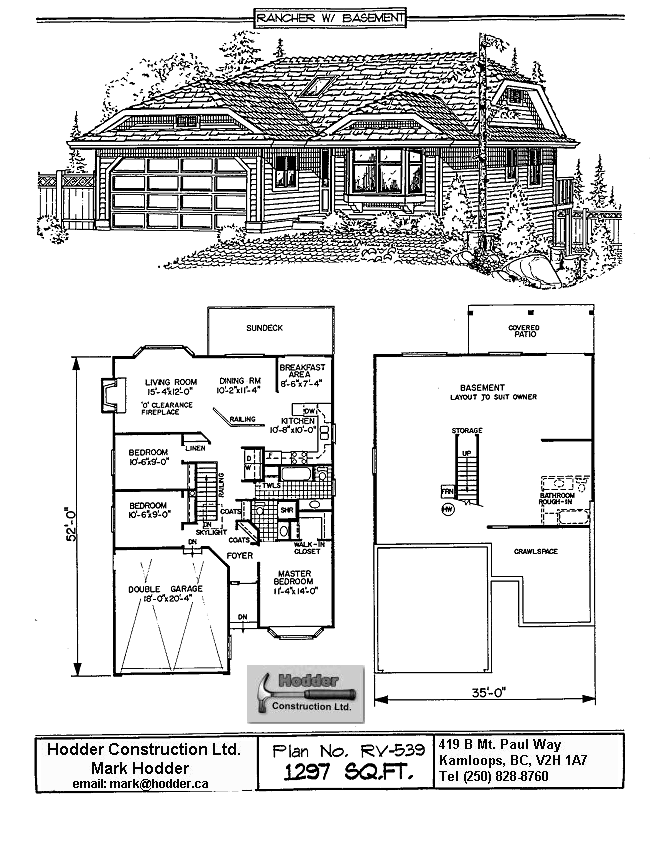 RANCHER W/ BASEMENT
SUNDECK
BREAKFAST
AREA
8'-6"x7'-4"
LIVING ROOM
15'-4"x12'-0"
'O' CLEARANCE
FIREPLACE
DINING RM
10'-2"x11'-4"
RAILING
DW
KITCHEN
10'-8"x10'-0"
BEDROOM
10'-6"x9'-0"
LINEN
D
W
TWLS
RAILING
BEDROOM
10'-6"x9'-0"
DN
SKYLIGHT
COATS
SHR
COATS
WALK-IN
CLOSET
DN
FOYER
MASTER
BEDROOM
11'-4"x14'-0"
DOUBLE GARAGE
18'-0"x20'-4"
DN
52'-0"
COVERED
PATIO
BASEMENT
LAYOUT TO SUIT OWNER
STORAGE
UP
FRN
HW
BATHROOM
ROUGH-IN
CRAWLSPACE
35'-0"
Hodder
Construction Ltd.
Hodder Construction Ltd.
Mark Hodder
email: mark@hodder.ca
Plan No. RV-539
1297 SQ.FT.
419 B Mt. Paul Way
Kamloops, BC, V2H 1A7
Tel (250) 828-8760